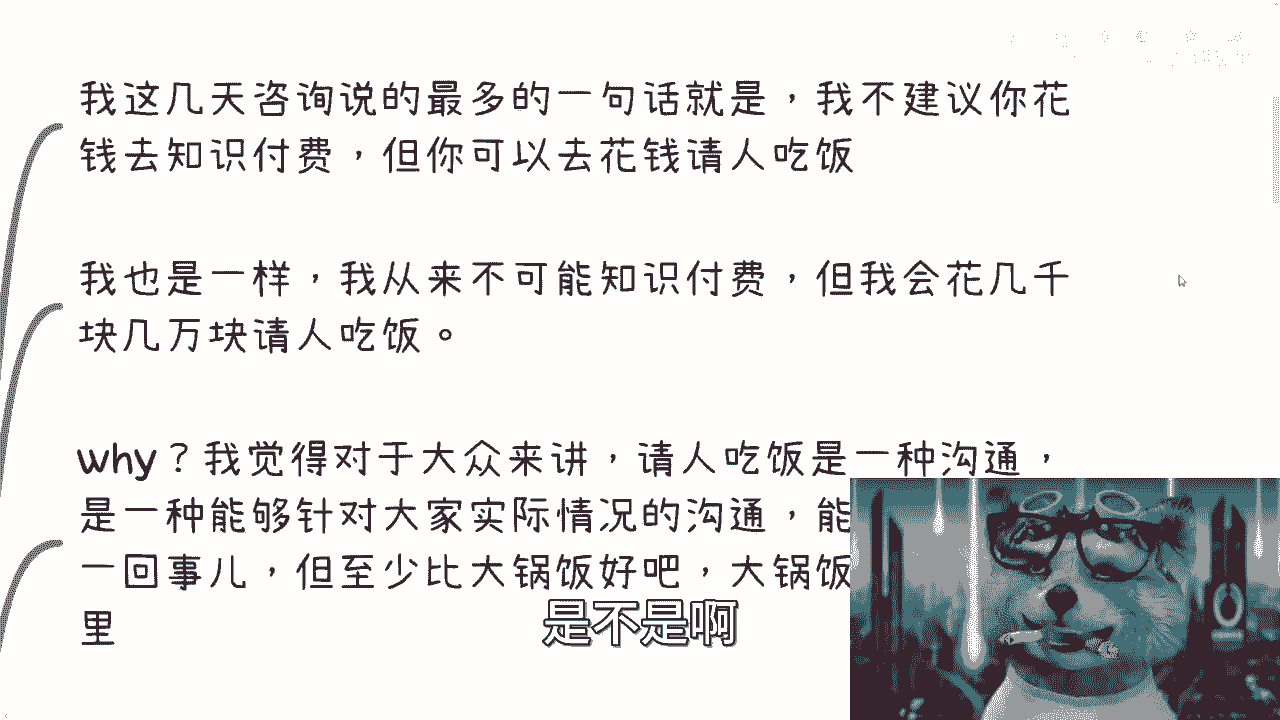 我这几天咨询说的最多的一句话就是，我不建议你花
钱去知识付费，但你可以去花钱请人吃饭
我也是一样，我从来不可能知识付费，但我会花几千
块几万块请人吃饭。
why？我觉得对于大众来讲，请人吃饭是一种沟通，
是一种能够针对大家实际情况的沟通，能
一回事儿，但至少比大锅饭好吧，大锅饭
里
是不是啊